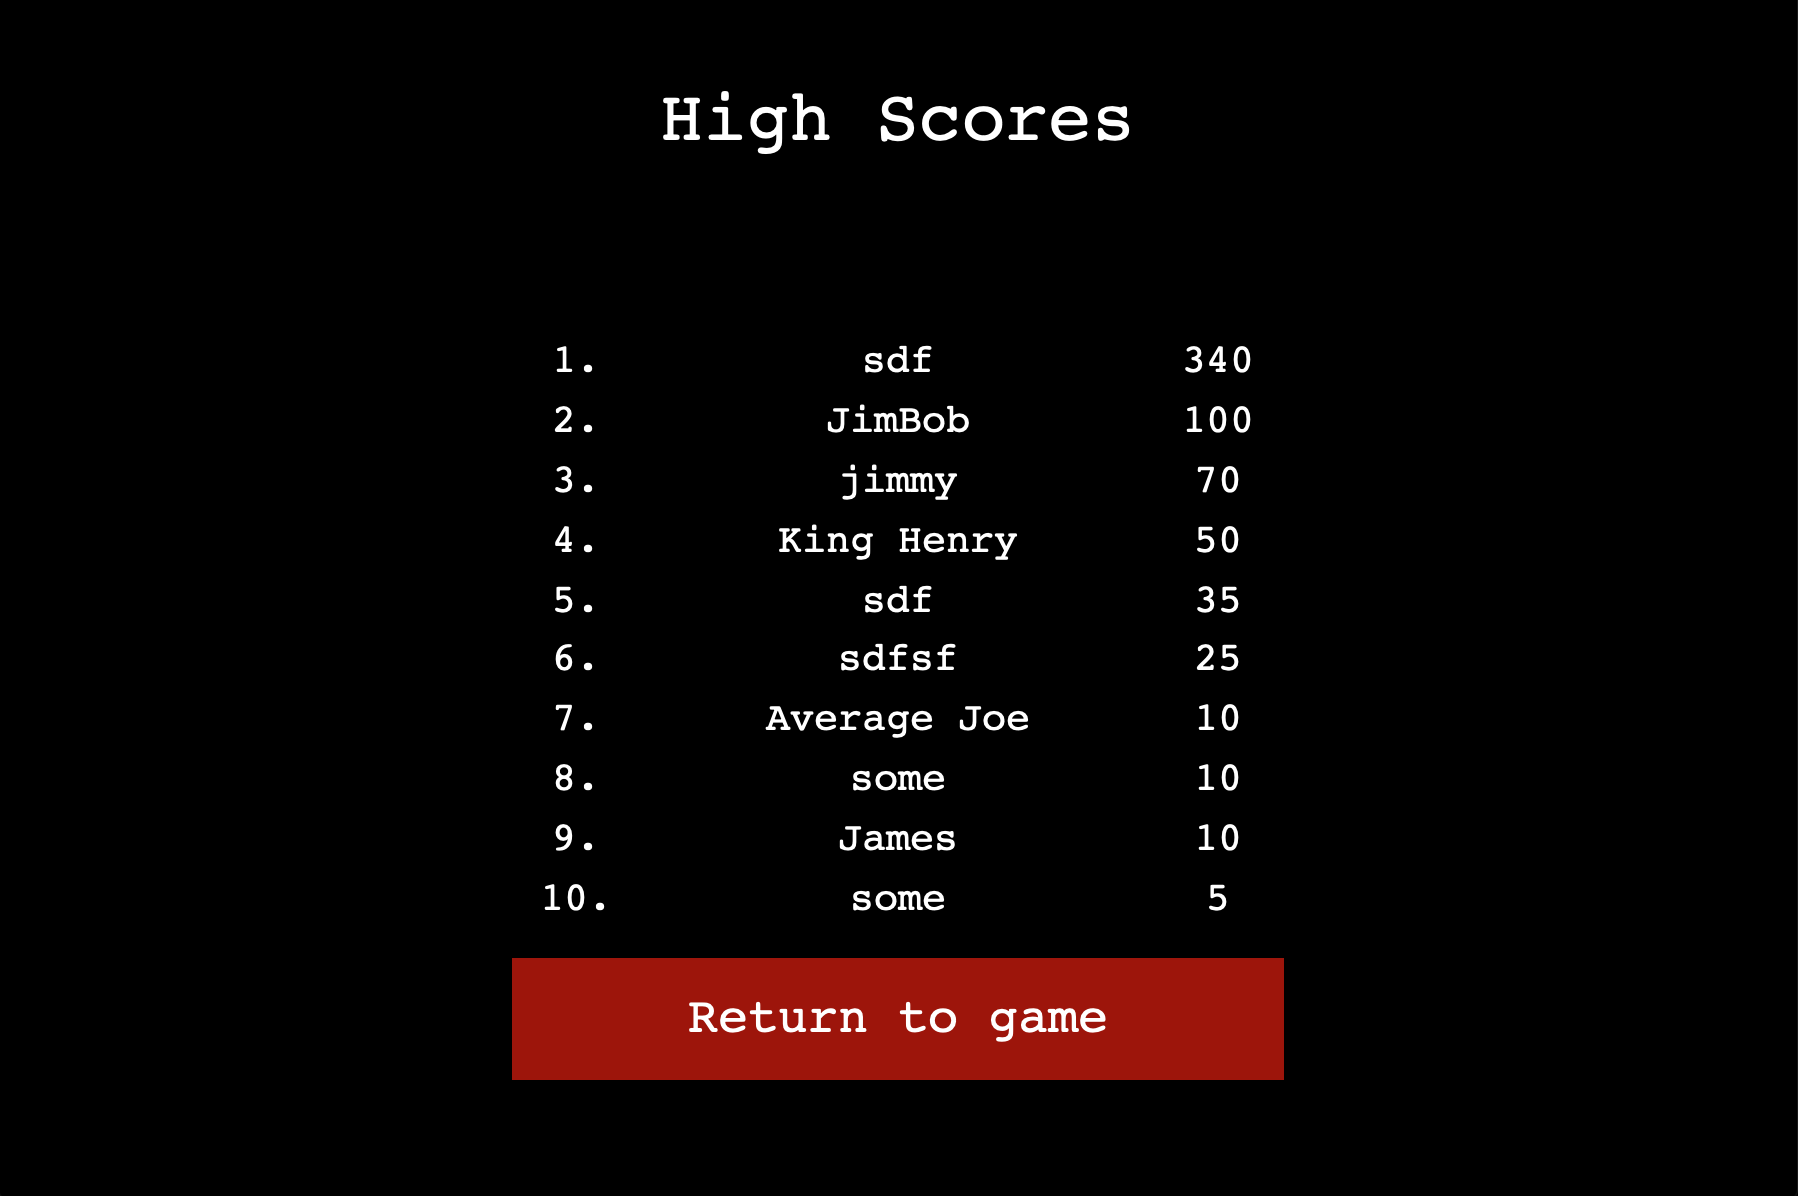 High Scores
1. sdf 340
2. JimBob 100
3. jimmy 70
4. King Henry 50
5. sdf 35
6. sdfsf 25
7. Average Joe 10
8. some 10
9. James 10
10. some 5
Return to game